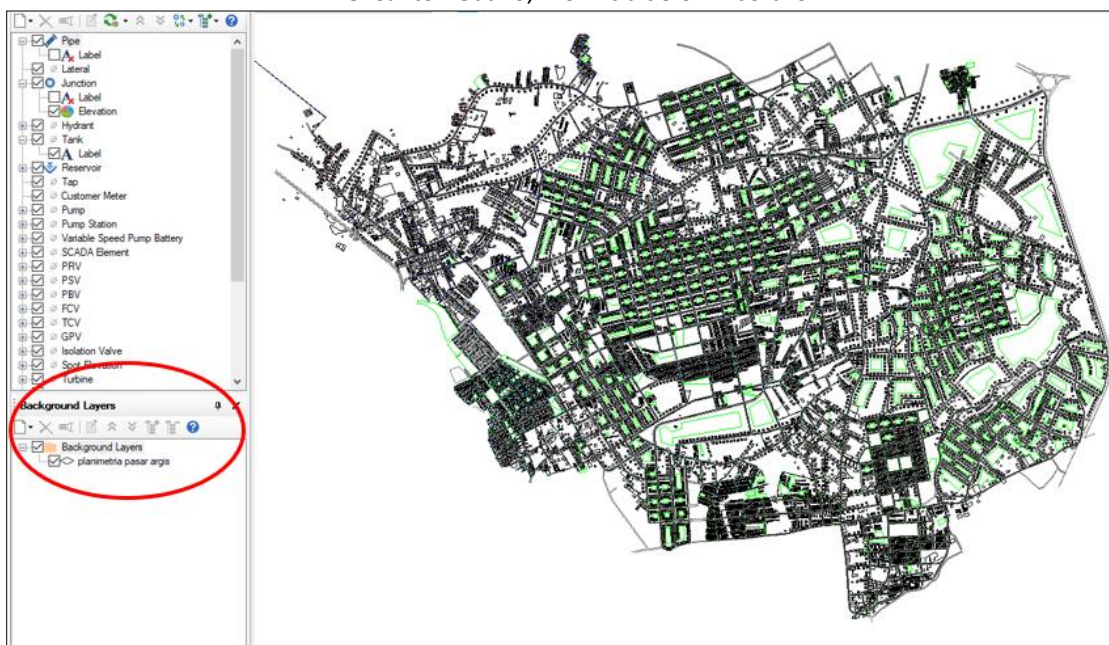 Pipe
Label
Lateral
Junction
Label
Elevation
Hydrant
Tank
Label
Reservoir
Tap
Customer Meter
Pump
Pump Station
Variable Speed Pump Battery
SCADA Element
PRV
PSV
PBV
FCV
TCV
GPV
Isolation Valve
Spot Elevation
Turbine
Background Layers
Background Layers
planimetria pasar argis